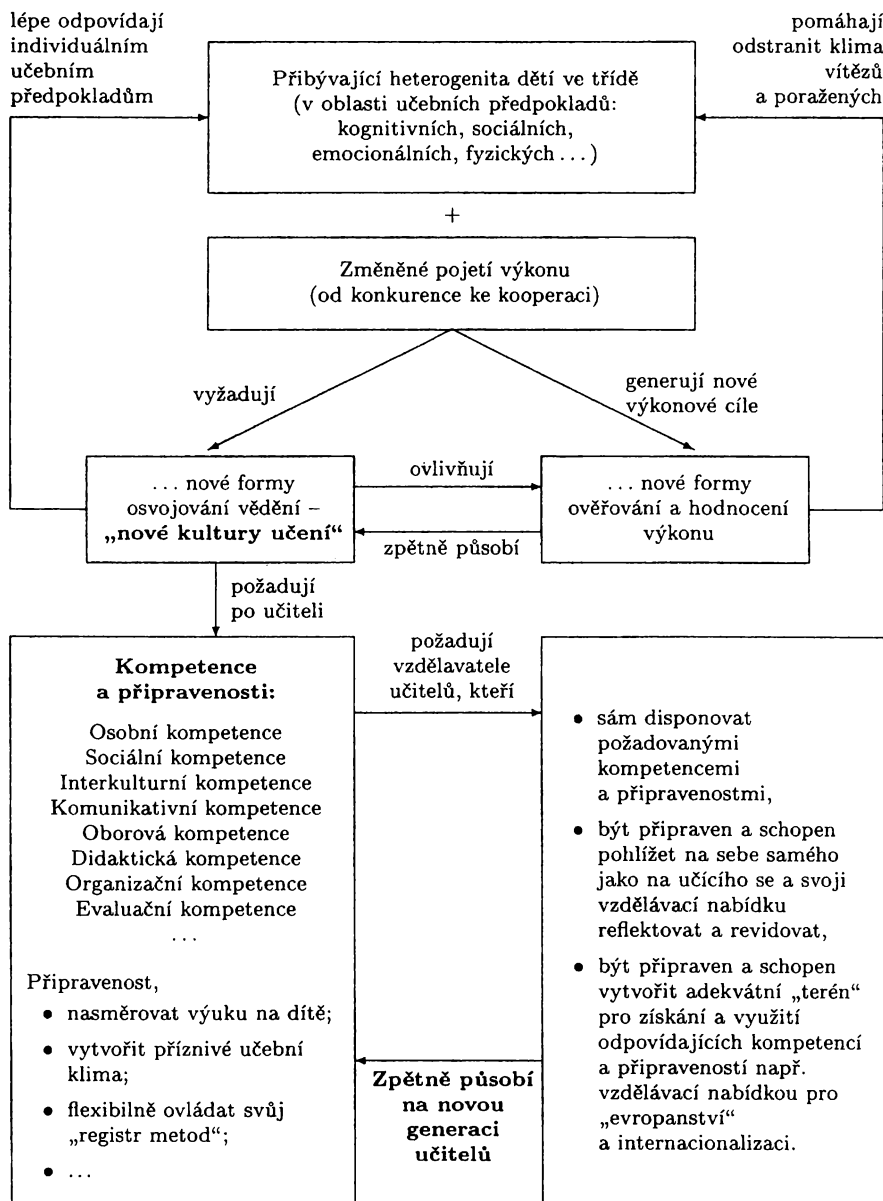 lépe odpovídají
individuálním
učebním
předpokladům
pomáhají
odstranit klima
vítězů
a poražených
Přibývající heterogenita dětí ve třídě
(v oblasti učebních předpokladů:
kognitivních, sociálních,
emocionálních, fyzických ...)
+
Změněné pojetí výkonu
(od konkurence ke kooperaci)
vyžadují
generují nové
výkonové cíle
... nové formy
osvojování vědění –
„nové kultury učení“
ovlivňují
zpětně působí
... nové formy
ověřování a hodnocení
výkonu
požadují
po učiteli
Kompetence
a připravenosti:
Osobní kompetence
Sociální kompetence
Interkulturní kompetence
Komunikativní kompetence
Oborová kompetence
Didaktická kompetence
Organizační kompetence
Evaluační kompetence
...
Připravenost,
• nasměrovat výuku na dítě;
• vytvořit příznivé učební
klima;
• flexibilně ovládat svůj
„registr metod“;
• ...
požadují
vzdělavatele
učitelů, kteří
Zpětně působí
na novou
generaci
učitelů
• sám disponovat
požadovanými
kompetencemi
a připravenostmi,
• být připraven a schopen
pohlížet na sebe samého
jako na učícího se a svoji
vzdělávací nabídku
reflektovat a revidovat,
• být připraven a schopen
vytvořit adekvátní „terén“
pro získání a využití
odpovídajících kompetencí
a připraveností např.
vzdělávací nabídkou pro
„evropanství“
a internacionalizaci.